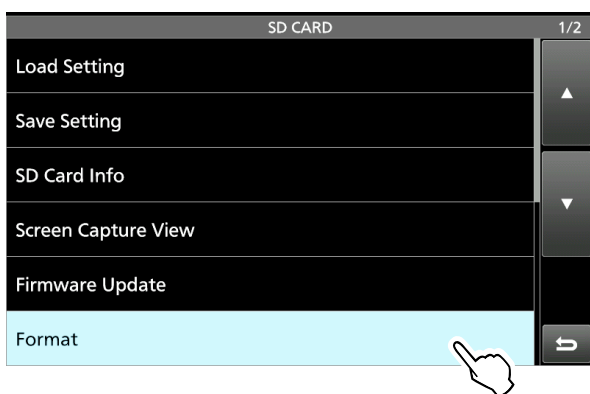 SD CARD 1/2
Load Setting
Save Setting
SD Card Info
Screen Capture View
Firmware Update
Format